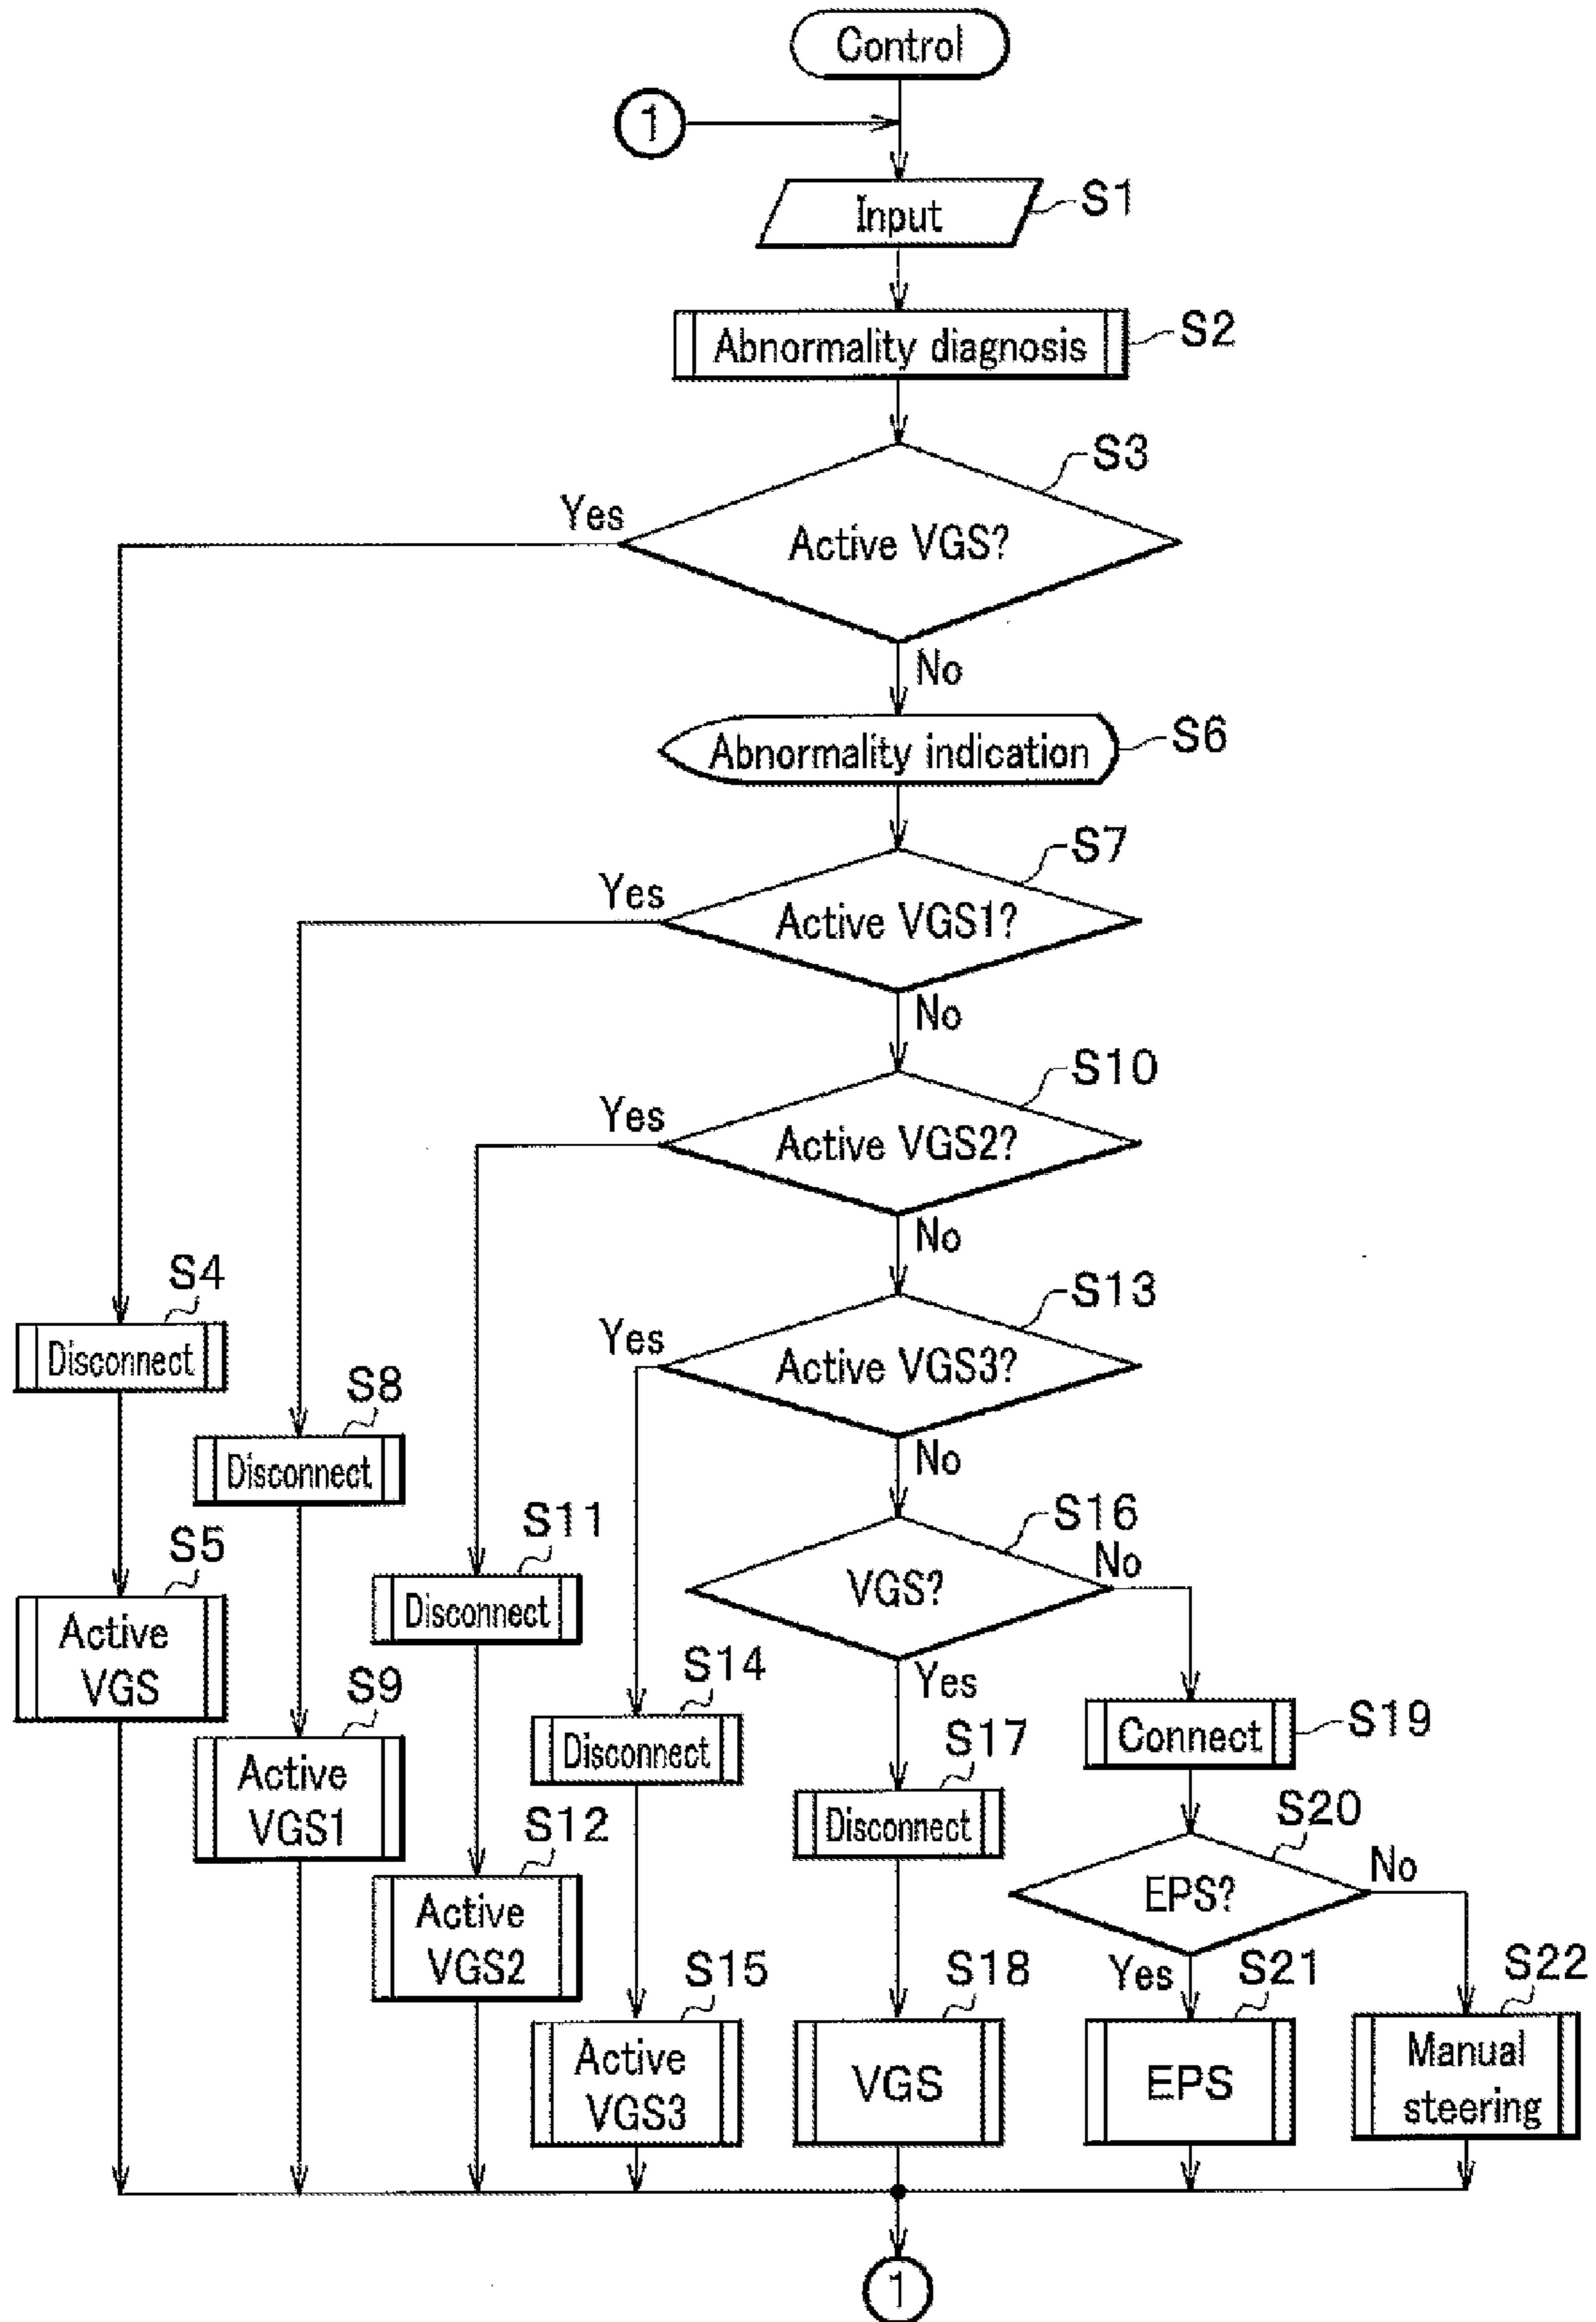 Control
1
Input
S1
Abnormality diagnosis
S2
S3
Yes
Active VGS?
No
Abnormality indication
S6
S7
Yes
Active VGS1?
No
S10
Yes
Active VGS2?
No
S13
Yes
Active VGS3?
No
S4
Disconnect
S8
Disconnect
S5
Active
VGS
S11
Disconnect
S16
VGS?
No
Yes
S9
Active
VGS1
S14
Disconnect
S17
Disconnect
Connect
S19
S12
Active
VGS2
S20
EPS?
No
Yes
S15
Active
VGS3
S18
VGS
S21
EPS
S22
Manual
steering
1